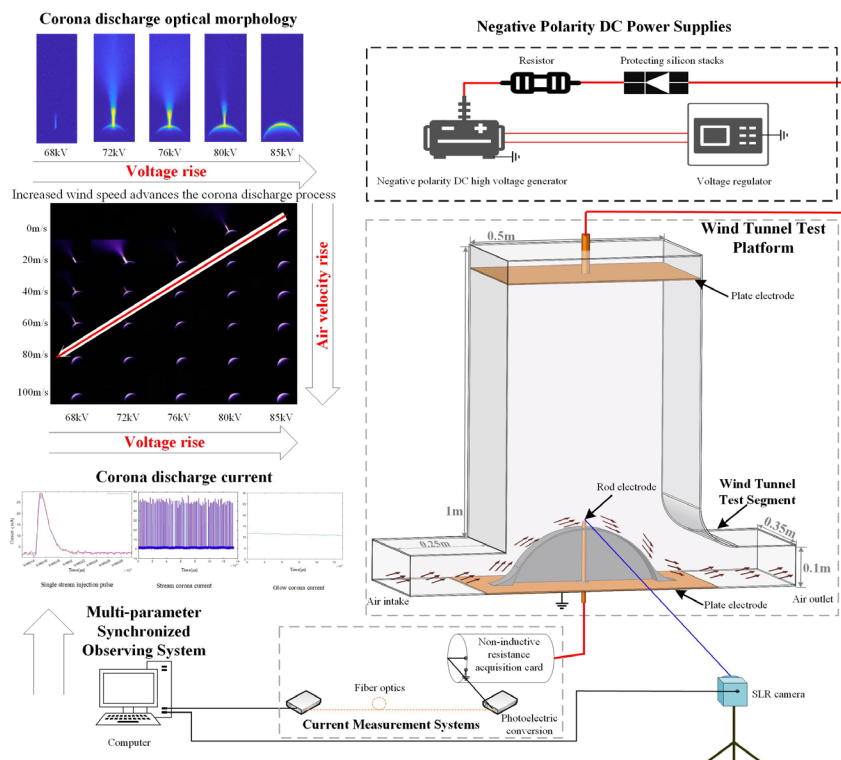 Corona discharge optical morphology
68kV
72kV
76kV
80kV
85kV
Voltage rise
Increased wind speed advances the corona discharge process
0m/s
20m/s
40m/s
60m/s
80m/s
100m/s
Air velocity rise
68kV
72kV
76kV
80kV
85kV
Voltage rise
Corona discharge current
Single stream injection pulse
Stream corona current
Glow corona current
Multi-parameter
Synchronized
Observing System
Computer
Negative Polarity DC Power Supplies
Resistor
Protecting silicon stacks
Negative polarity DC high voltage generator
Voltage regulator
Wind Tunnel Test
Platform
0.5m
Plate electrode
1m
Rod electrode
Wind Tunnel
Test Segment
0.25m
0.35m
0.1m
Air intake
Plate electrode
Air outlet
Non-inductive
resistance
acquisition card
Fiber optics
Photoelectric
conversion
Current Measurement Systems
SLR camera